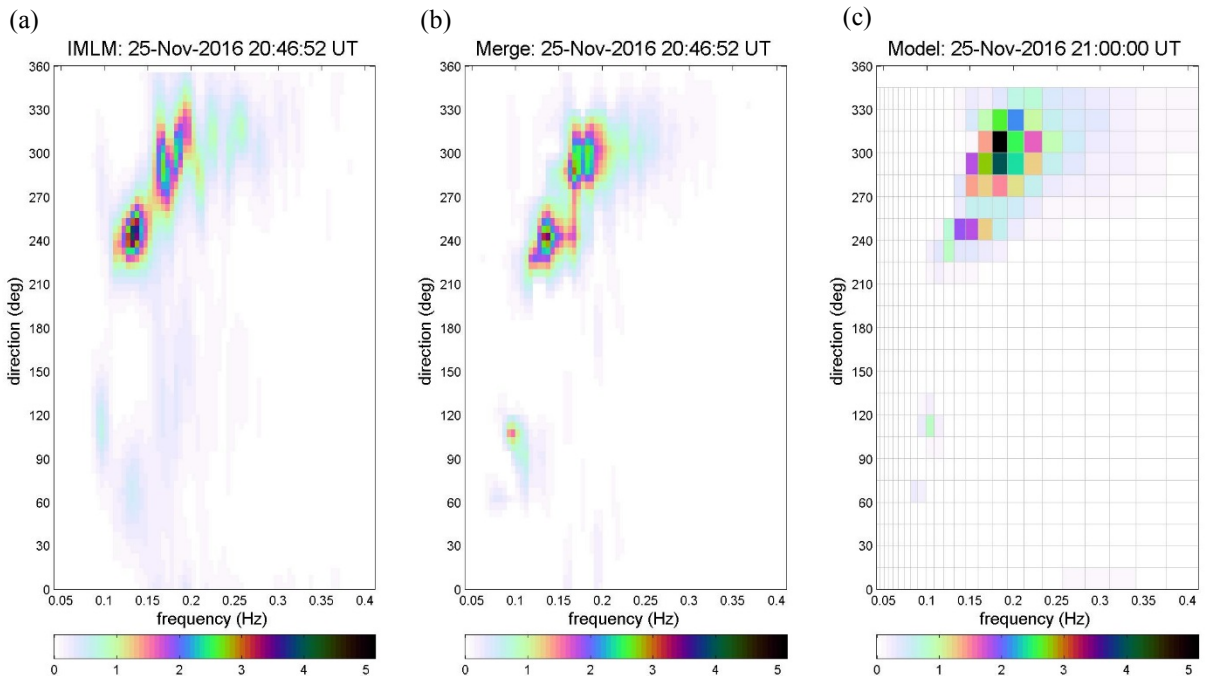 (a)
IMLM: 25-Nov-2016 20:46:52 UT
360
330
300
270
240
210
180
150
120
90
60
30
0
direction (deg)
0.05 0.1 0.15 0.2 0.25 0.3 0.35 0.4
frequency (Hz)
0 1 2 3 4 5
(b)
Merge: 25-Nov-2016 20:46:52 UT
360
330
300
270
240
210
180
150
120
90
60
30
0
direction (deg)
0.05 0.1 0.15 0.2 0.25 0.3 0.35 0.4
frequency (Hz)
0 1 2 3 4 5
(c)
Model: 25-Nov-2016 21:00:00 UT
360
330
300
270
240
210
180
150
120
90
60
30
0
direction (deg)
0.05 0.1 0.15 0.2 0.25 0.3 0.35 0.4
frequency (Hz)
0 1 2 3 4 5